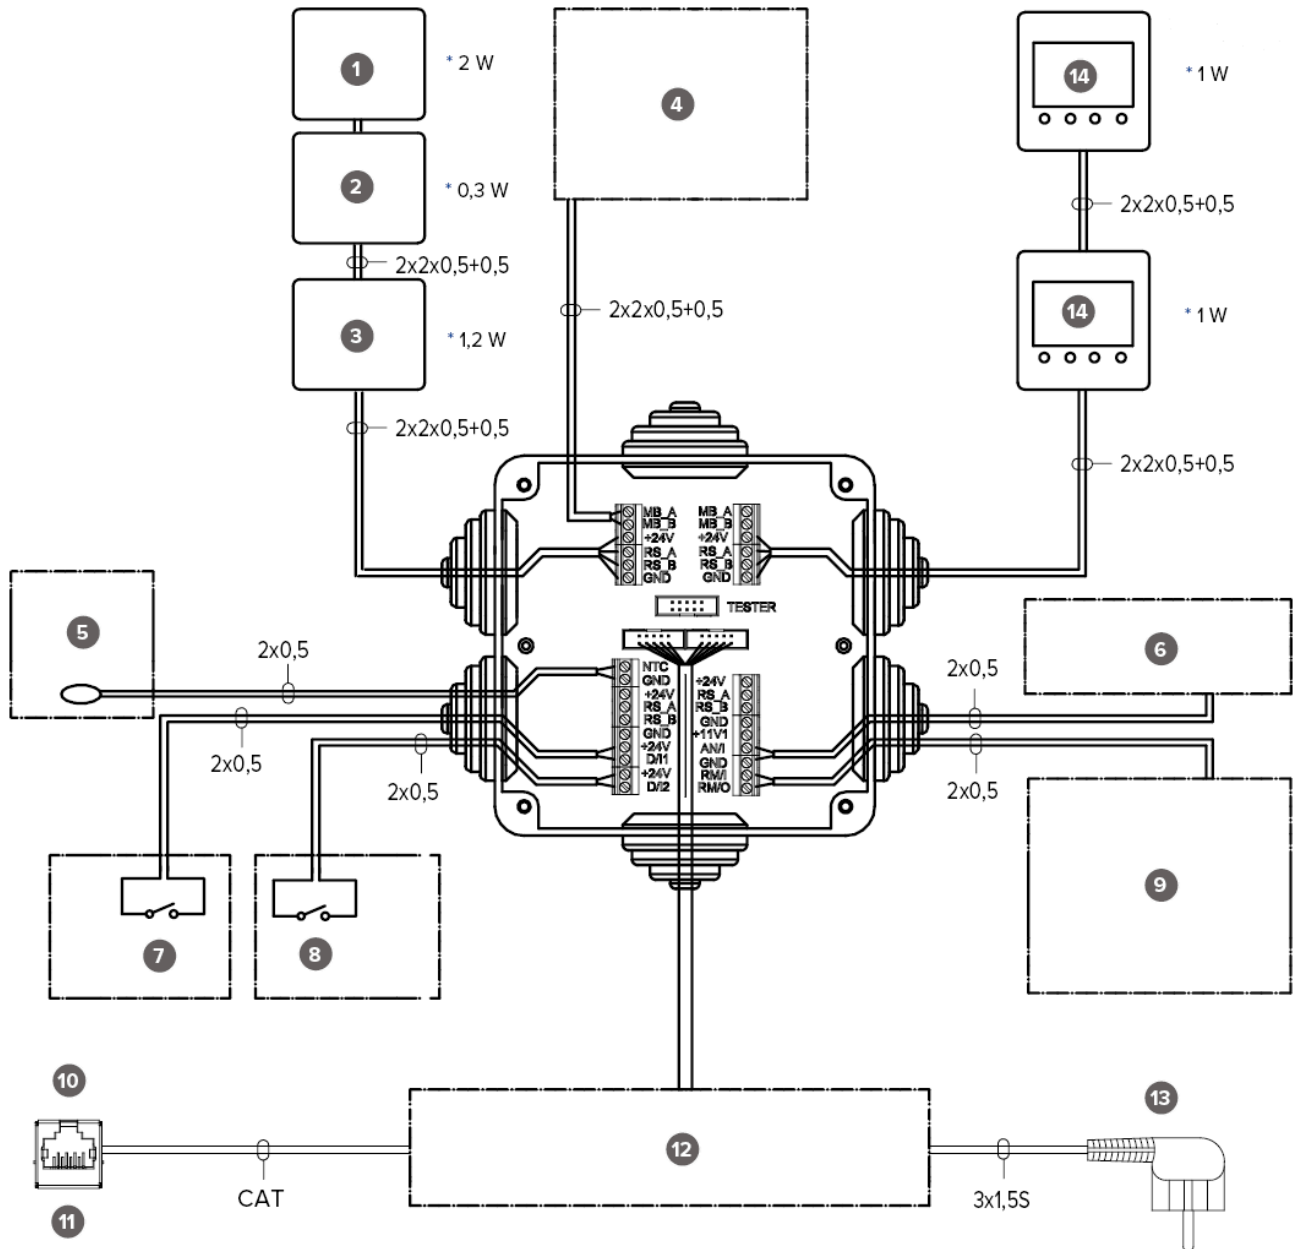 1
* 2 W
2
* 0,3 W
2x2x0,5+0,5
3
* 1,2 W
2x2x0,5+0,5
4
2x2x0,5+0,5
14
* 1 W
2x2x0,5+0,5
14
* 1 W
2x2x0,5+0,5
MB_A
MB_B
+24V
RS_A
RS_B
GND
MB_A
MB_B
+24V
RS_A
RS_B
GND
TESTER
5
2x0,5
2x0,5
2x0,5
NTC
GND
+24V
RS_A
RS_B
GND
+24V
D/I1
+24V
D/I2
+24V
RS_A
RS_B
GND
+11V1
AN/I
GND
RM/I
RM/O
6
2x0,5
2x0,5
7
8
9
10
11
CAT
12
3x1,5S
13